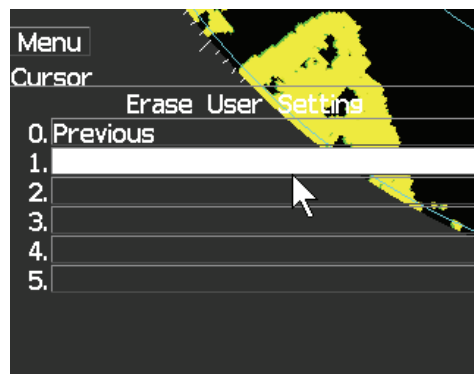 Menu
Cursor
Erase User Setting
0. Previous
1.
2.
3.
4.
5.